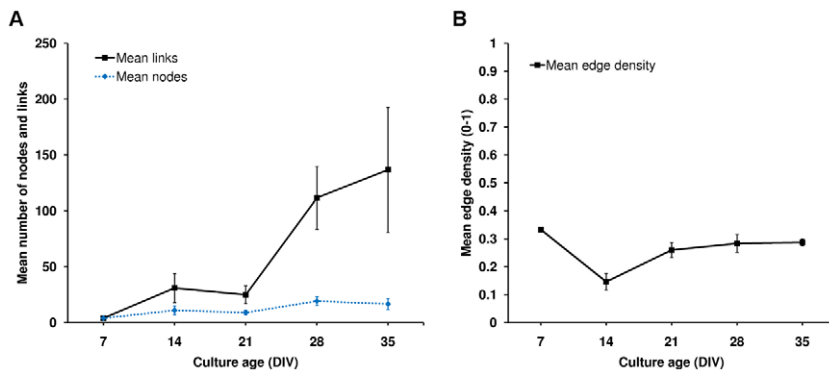 A
250
200
150
100
50
0
Mean number of nodes and links
Mean links
Mean nodes
7 14 21 28 35
Culture age (DIV)
B
1
0.9
0.8
0.7
0.6
0.5
0.4
0.3
0.2
0.1
0
Mean edge density (0-1)
Mean edge density
7 14 21 28 35
Culture age (DIV)